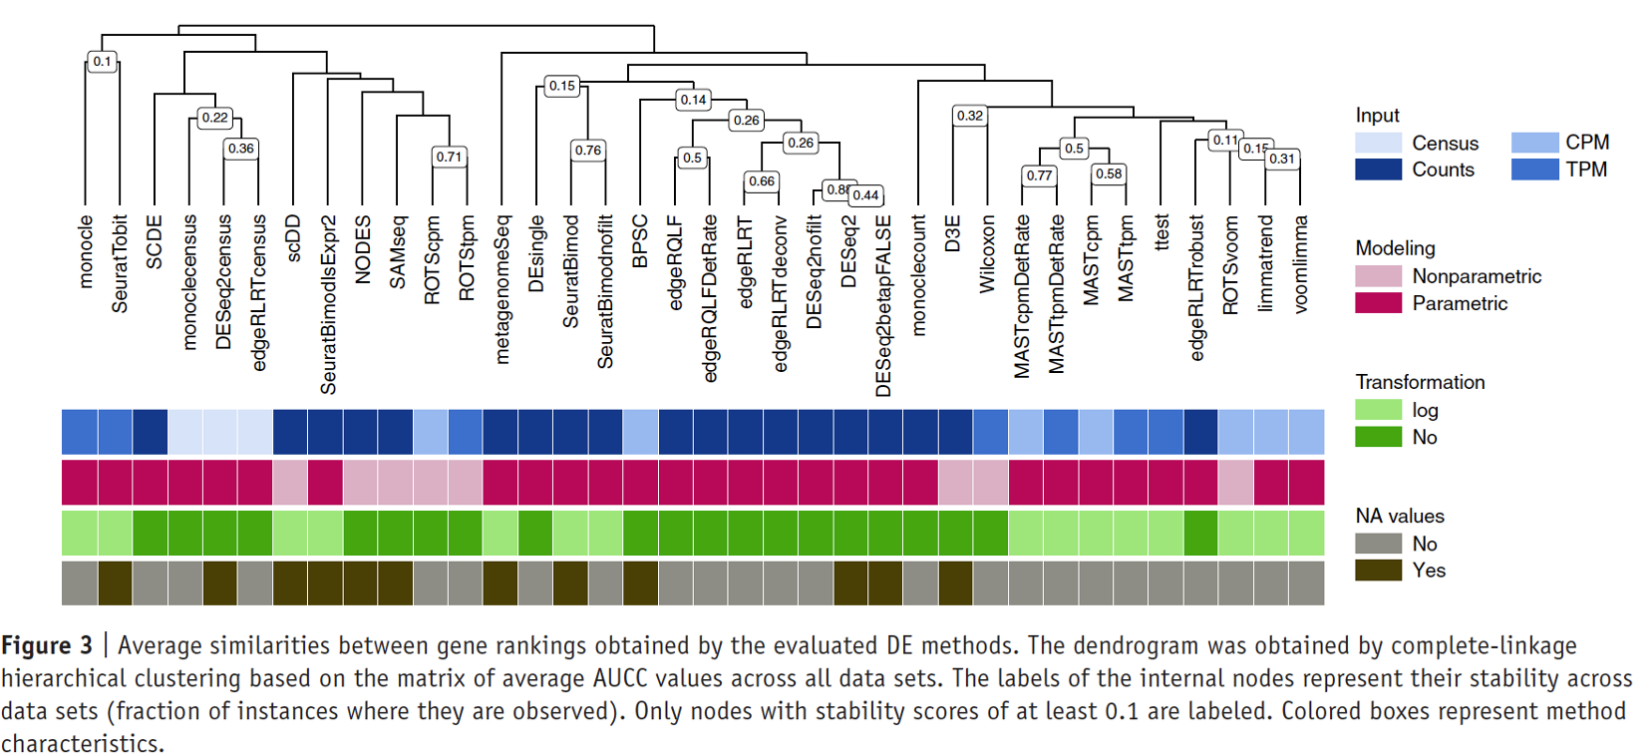 0.1
0.22
0.36
0.71
0.15
0.76
0.14
0.26
0.5
0.26
0.66
0.88
0.44
0.32
0.5
0.77
0.58
0.11
0.15
0.31
monocle
SeuratTobit
SCDE
monoclecensus
DESeq2census
edgeRLRTcensus
scDD
SeuratBimodIsExpr2
NODES
SAMseq
ROTScpm
ROTStpm
metagenomeSeq
DEsingle
SeuratBimod
SeuratBimodnofilt
BPSC
edgeRQLF
edgeRQLFDetRate
edgeRLRT
edgeRLRTdeconv
DESeq2nofilt
DESeq2
DESeq2betapFALSE
monoclecount
D3E
Wilcoxon
MASTcpmDetRate
MASTtpmDetRate
MASTcpm
MASTtpm
ttest
edgeRLRTrobust
ROTSvoom
limmatrend
voomlimma
Input
Census CPM
Counts TPM
Modeling
Nonparametric
Parametric
Transformation
log
No
NA values
No
Yes
Figure 3 | Average similarities between gene rankings obtained by the evaluated DE methods. The dendrogram was obtained by complete-linkage
hierarchical clustering based on the matrix of average AUCC values across all data sets. The labels of the internal nodes represent their stability across
data sets (fraction of instances where they are observed). Only nodes with stability scores of at least 0.1 are labeled. Colored boxes represent method
characteristics.